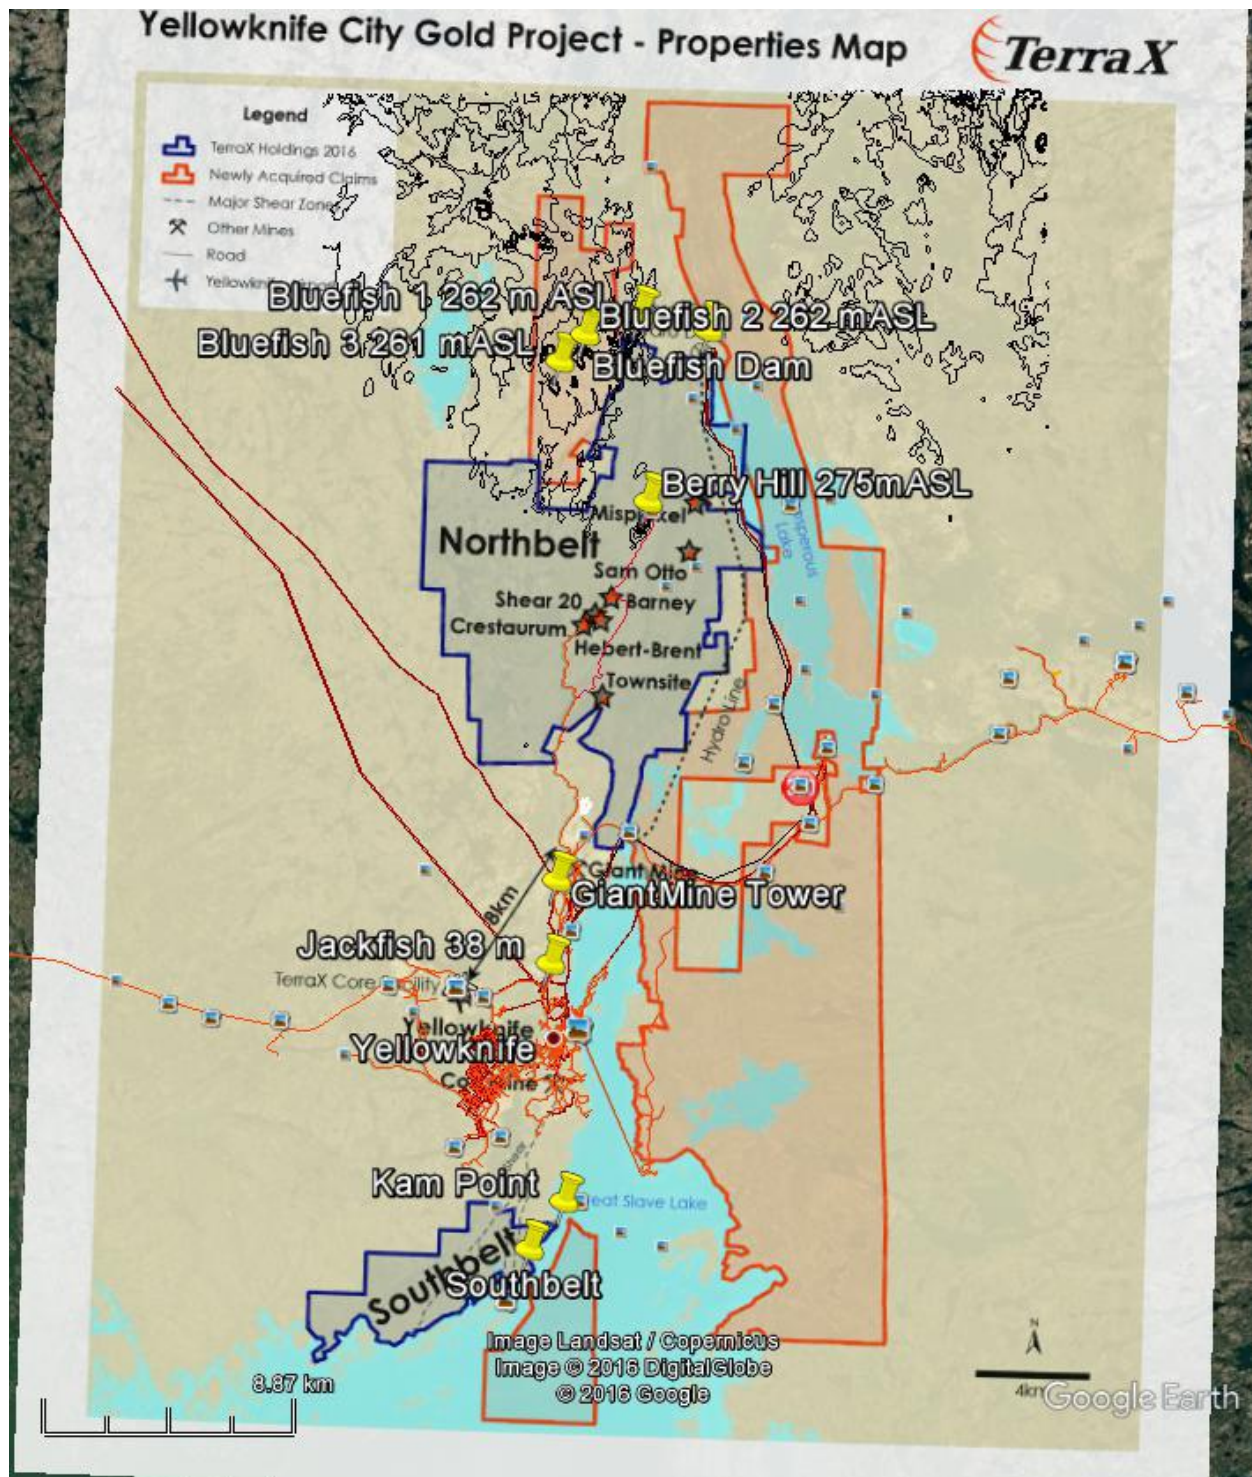 Yellowknife City Gold Project - Properties Map
TerraX
Legend
TerraX Holdings 2016
Newly Acquired Claims
Major Shear Zone
Other Mines
Road
Bluefish 1 262 m ASL
Bluefish 2 262 mASL
Bluefish 3 261 mASL
Bluefish Dam
Berry Hill 275mASL
Northbelt
Sam Otto
Lake
Shear 20
Barney
Crestaurum
Hebert-Brent
Townsite
Hydro Line
Giant Mine
GiantMine Tower
8km
Jackfish 38 m
TerraX Core
Yellowknife
Yellowknife
Kam Point
Slave Lake
Southbelt
Southbelt
Image Landsat / Copernicus
Image © 2016 DigitalGlobe
© 2016 Google
N
4km
8.87 km
Google Earth